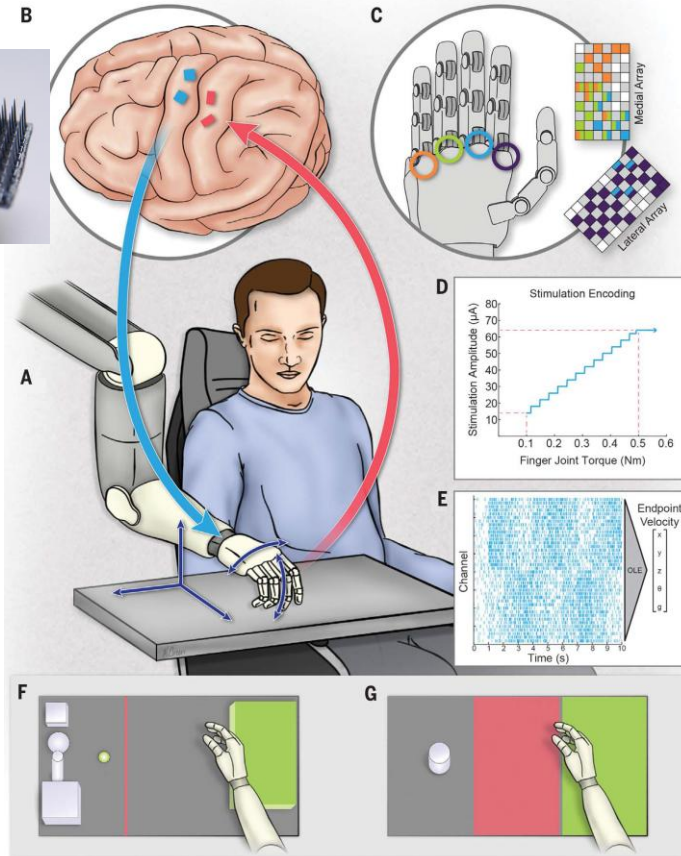 B
C
Medial Array
Lateral Array
A
D
Stimulation Encoding
Stimulation Amplitude (μA)
80
70
60
50
40
30
20
10
0.1 0.2 0.3 0.4 0.5 0.6
Finger Joint Torque (Nm)
E
Channel
OLE
Endpoint
Velocity
x
y
z
θ
g
0 1 2 3 4 5 6 7 8 9 10
Time (s)
F
G